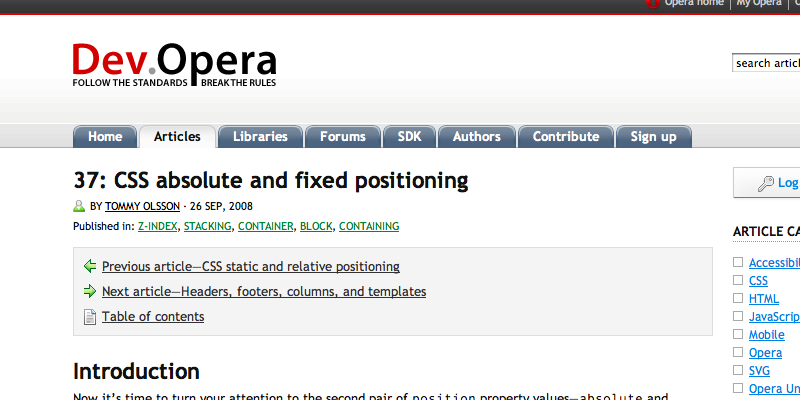 Opera home My Opera
Dev.Opera
FOLLOW THE STANDARDS BREAK THE RULES
search articl
Home Articles Libraries Forums SDK Authors Contribute Sign up
37: CSS absolute and fixed positioning
Log
BY TOMMY OLSSON · 26 SEP, 2008
Published in: Z-INDEX, STACKING, CONTAINER, BLOCK, CONTAINING
ARTICLE CA
Previous article—CSS static and relative positioning
Next article—Headers, footers, columns, and templates
Table of contents
Accessibil
CSS
HTML
JavaScrip
Mobile
Opera
SVG
Opera Un
Introduction
Now it's time to turn your attention to the second pair of position property values—absolute and